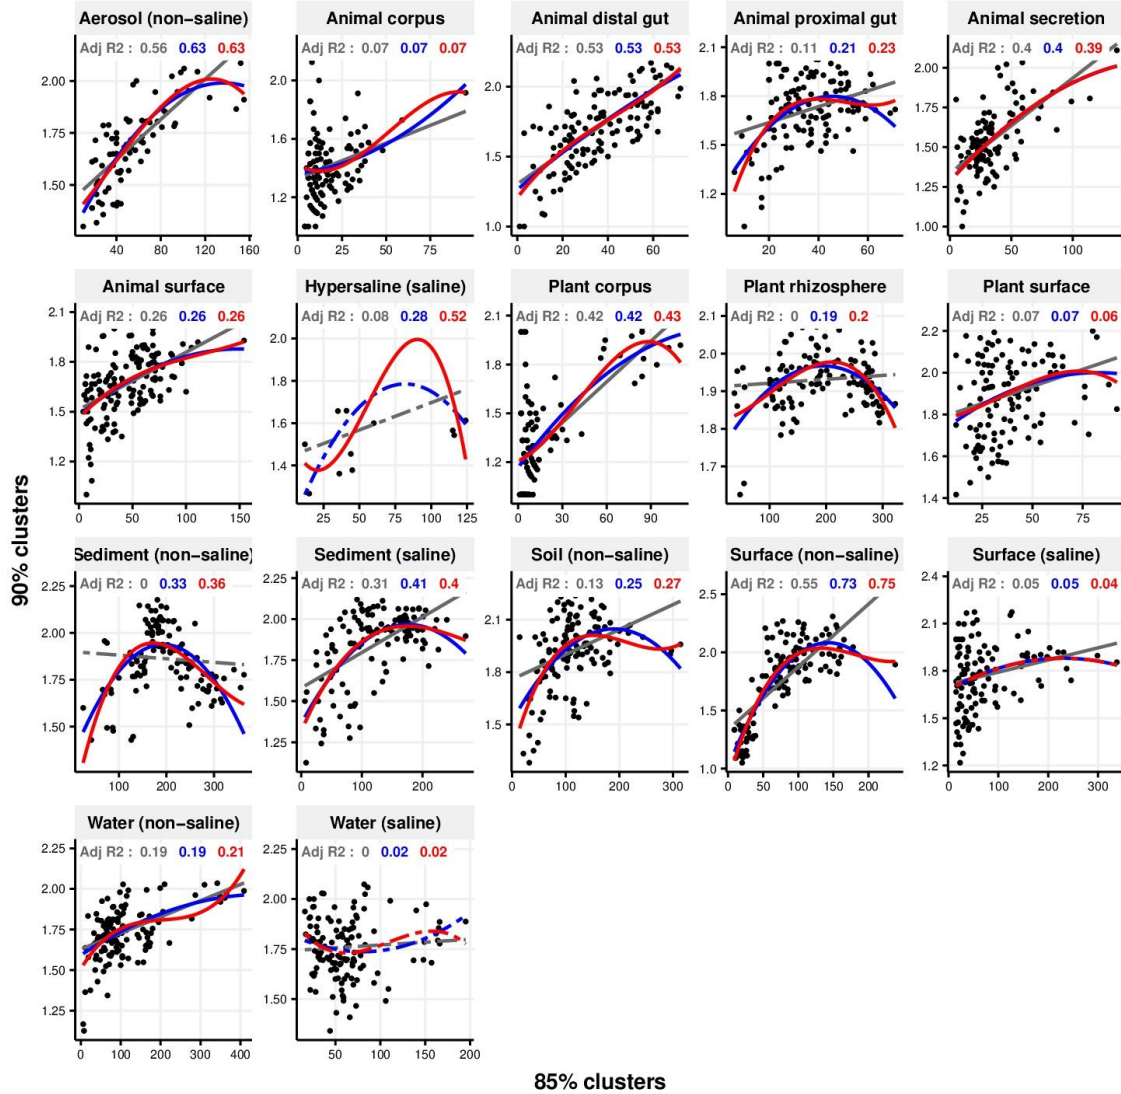 Aerosol (non−saline) Animal corpus Animal distal gut Animal proximal gut Animal secretion
Adj R2 : 0.56 0.63 0.63 Adj R2 : 0.07 0.07 0.07 Adj R2 : 0.53 0.53 0.53 Adj R2 : 0.11 0.21 0.23 Adj R2 : 0.4 0.4 0.39
2.00 1.75 1.50
2.0 1.6 1.2
2.0 1.5 1.0
2.1 1.8 1.5 1.2
2.00 1.75 1.50 1.25 1.00
40 80 120 160 0 25 50 75 0 20 40 60 20 40 60 0 50 100
Animal surface Hypersaline (saline) Plant corpus Plant rhizosphere Plant surface
Adj R2 : 0.26 0.26 0.26 Adj R2 : 0.08 0.28 0.52 Adj R2 : 0.42 0.42 0.43 Adj R2 : 0 0.19 0.2 Adj R2 : 0.07 0.07 0.06
2.1 1.8 1.5 1.2
2.0 1.8 1.6 1.4
2.1 1.8 1.5 1.2
2.1 2.0 1.9 1.8 1.7
2.2 2.0 1.8 1.6 1.4
0 50 100 150 25 50 75 100 125 0 30 60 90 100 200 300 25 50 75
Sediment (non−saline) Sediment (saline) Soil (non−saline) Surface (non−saline) Surface (saline)
Adj R2 : 0 0.33 0.36 Adj R2 : 0.31 0.41 0.4 Adj R2 : 0.13 0.25 0.27 Adj R2 : 0.55 0.73 0.75 Adj R2 : 0.05 0.05 0.04
2.25 2.00 1.75 1.50
2.25 2.00 1.75 1.50 1.25
2.1 1.8 1.5
2.5 2.0 1.5 1.0
2.4 2.1 1.8 1.5 1.2
100 200 300 0 100 200 0 100 200 300 0 50 100 150 200 0 100 200 300
Water (non−saline) Water (saline)
Adj R2 : 0.19 0.19 0.21 Adj R2 : 0 0.02 0.02
2.25 2.00 1.75 1.50 1.25
2.25 2.00 1.75 1.50
0 100 200 300 400 50 100 150 200
90% clusters
85% clusters